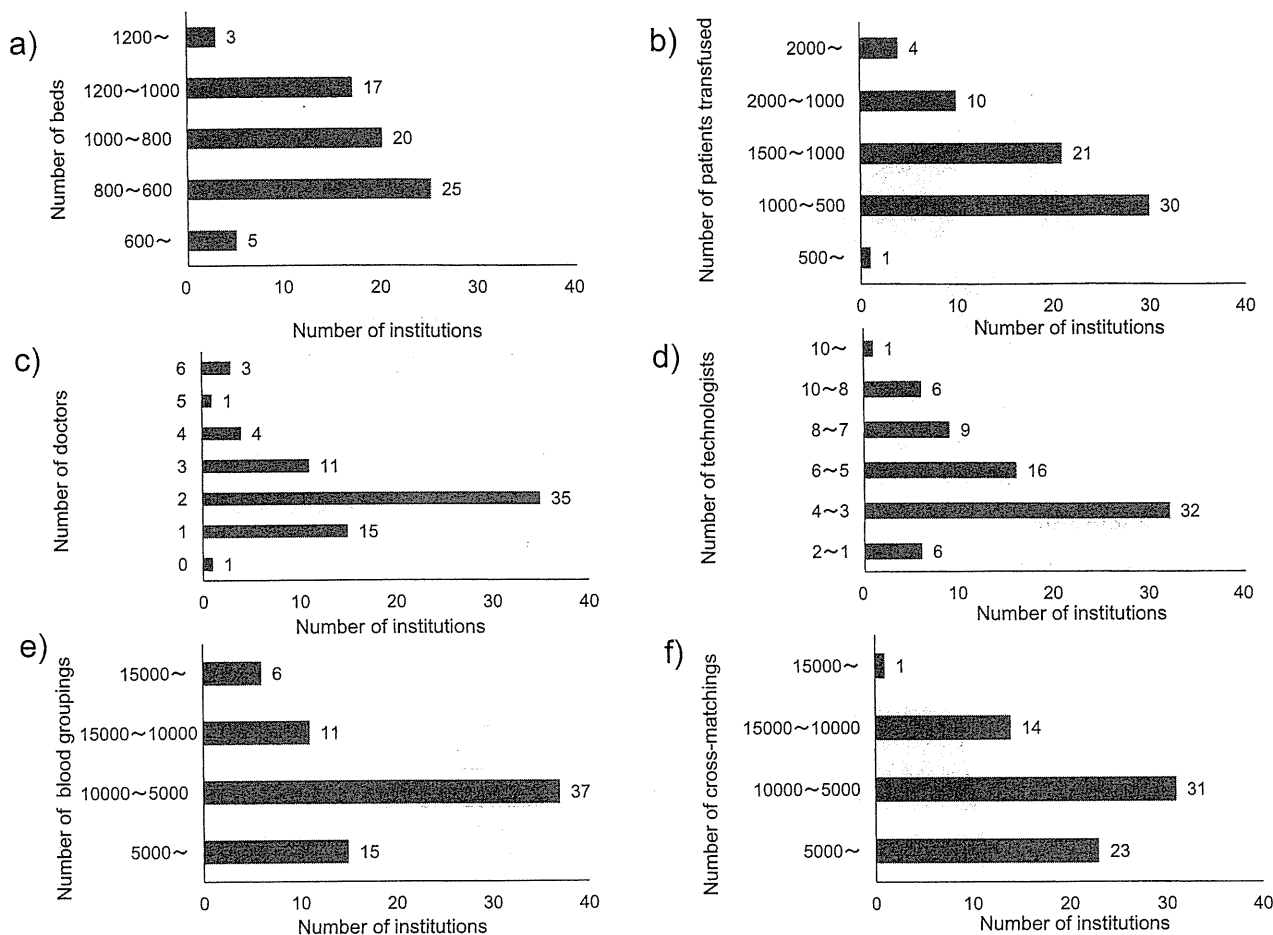 a)
Number of beds
1200～ 3
1200～1000 17
1000～800 20
800～600 25
600～ 5
0 10 20 30 40
Number of institutions
b)
Number of patients transfused
2000～ 4
2000～1000 10
1500～1000 21
1000～500 30
500～ 1
0 10 20 30 40
Number of institutions
c)
Number of doctors
6 3
5 1
4 4
3 11
2 35
1 15
0 1
0 10 20 30 40
Number of institutions
d)
Number of technologists
10～ 1
10～8 6
8～7 9
6～5 16
4～3 32
2～1 6
0 10 20 30 40
Number of institutions
e)
Number of blood groupings
15000～ 6
15000～10000 11
10000～5000 37
5000～ 15
0 10 20 30 40
Number of institutions
f)
Number of cross-matchings
15000～ 1
15000～10000 14
10000～5000 31
5000～ 23
0 10 20 30 40
Number of institutions